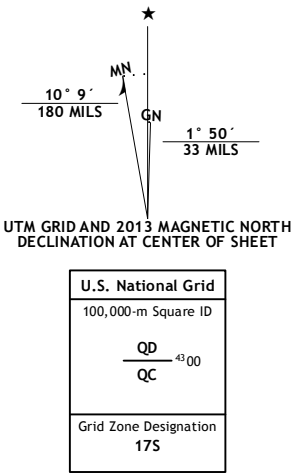 ★
MN
GN
10° 9´
180 MILS
1° 50´
33 MILS
UTM GRID AND 2013 MAGNETIC NORTH
DECLINATION AT CENTER OF SHEET
U.S. National Grid
100,000-m Square ID
QD
⁴³00
QC
Grid Zone Designation
17S